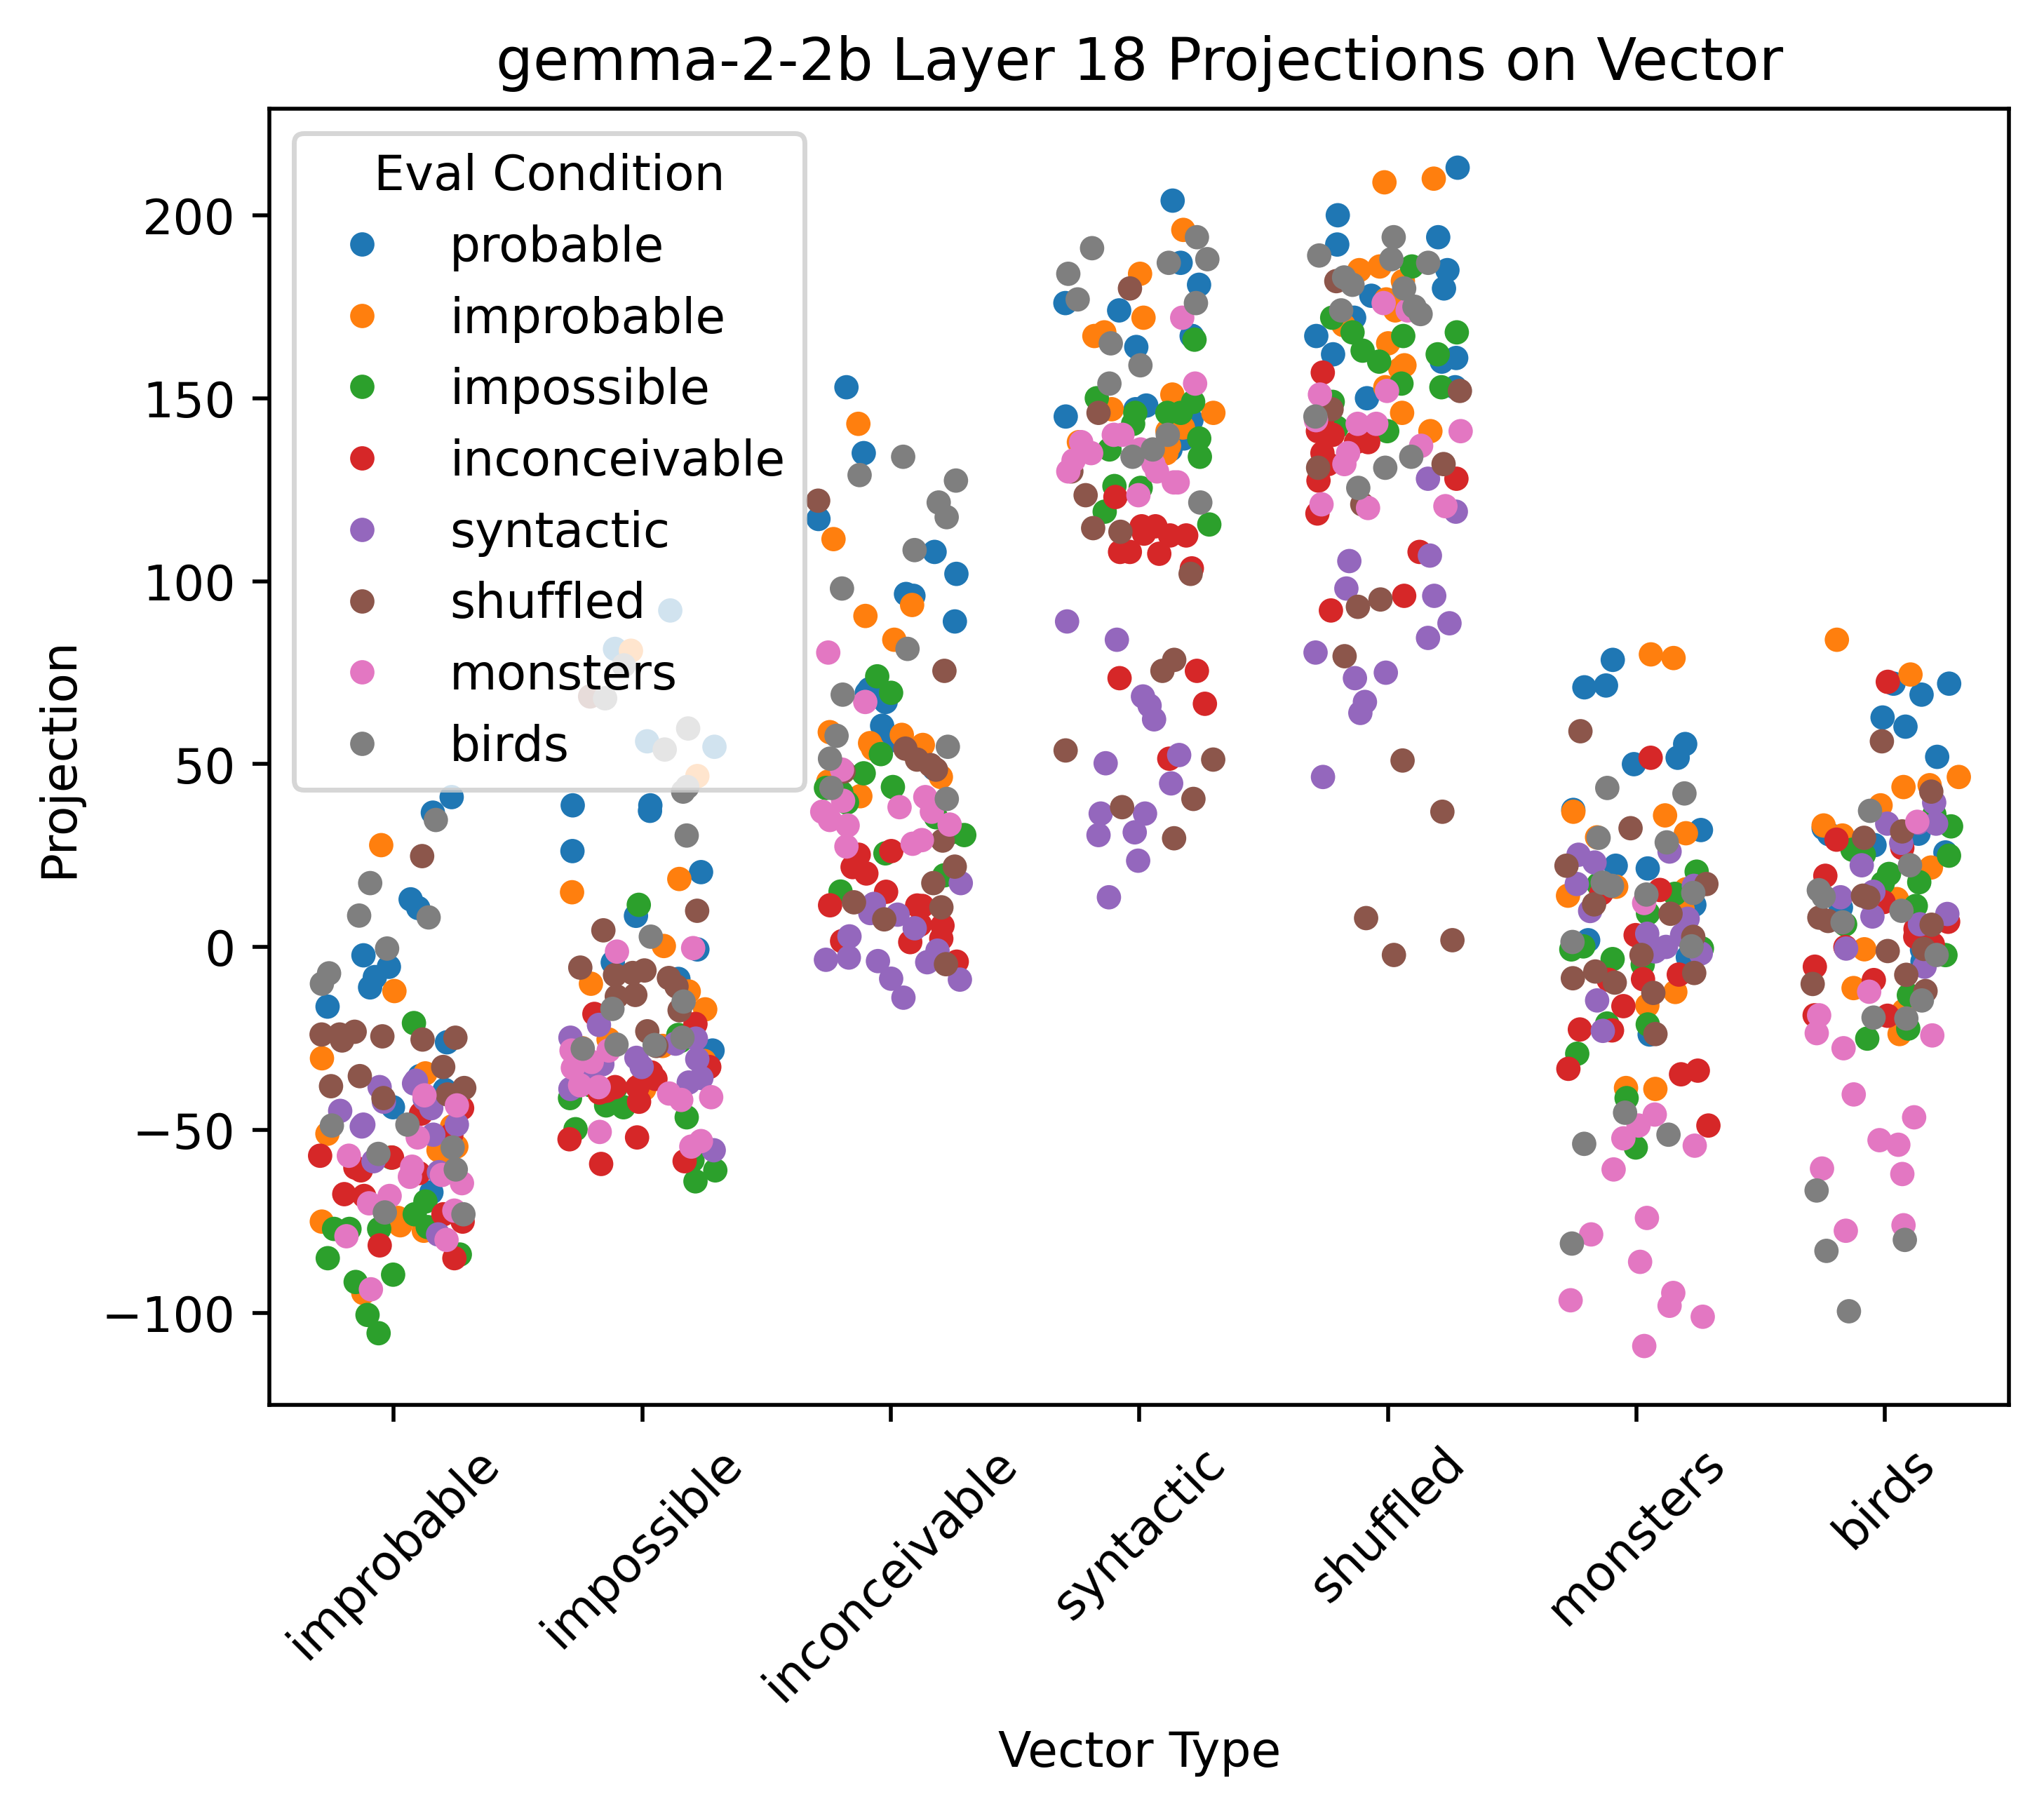 gemma-2-2b Layer 18 Projections on Vector
Eval Condition
probable
improbable
impossible
inconceivable
syntactic
shuffled
monsters
birds
Projection
200
150
100
50
0
−50
−100
improbable
impossible
inconceivable
syntactic
shuffled
monsters
birds
Vector Type